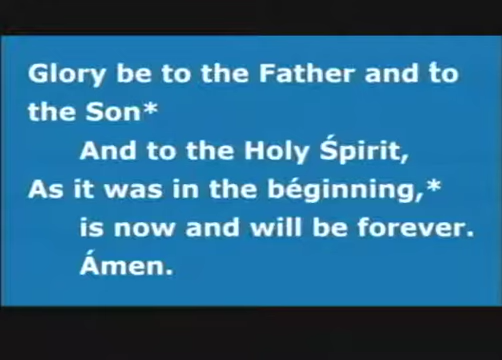 Glory be to the Father and t́o
the Son*
And to the Holy Śpirit,
As it was in the béginning,*
is now and will be forever.
Ámen.